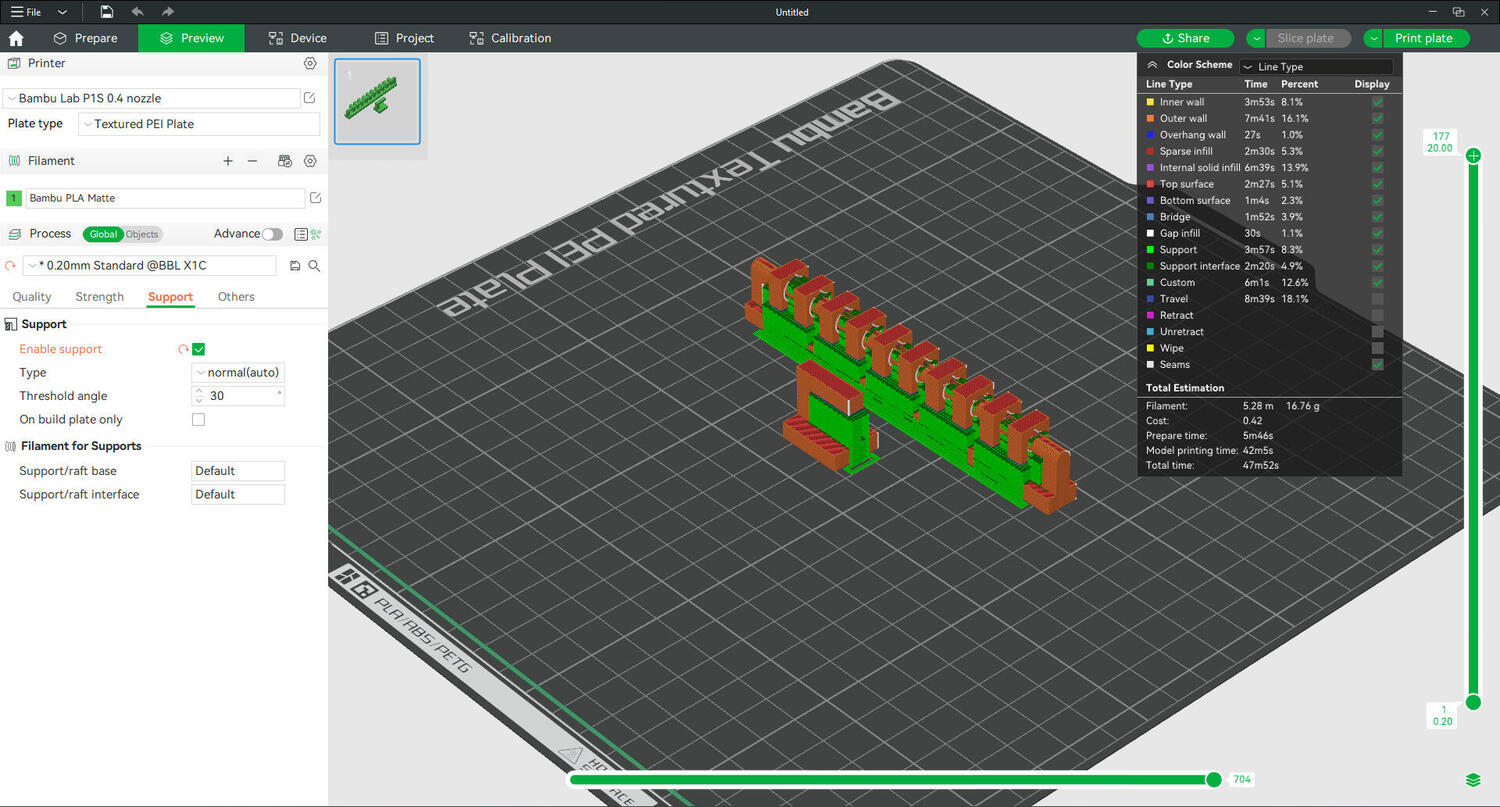 File
Untitled
Prepare
Preview
Device
Project
Calibration
Share
Slice plate
Print plate
Printer
Bambu Lab P1S 0.4 nozzle
Plate type Textured PEI Plate
Filament
1 Bambu PLA Matte
Process Global Objects Advance
* 0.20mm Standard @BBL X1C
Quality Strength Support Others
Support
Enable support
Type normal(auto)
Threshold angle 30 °
On build plate only
Filament for Supports
Support/raft base Default
Support/raft interface Default
1
Bambu Textured PEI Plate
PLA/ABS/PETG
Color Scheme Line Type
Line Type Time Percent Display
Inner wall 3m53s 8.1%
Outer wall 7m41s 16.1%
Overhang wall 27s 1.0%
Sparse infill 2m30s 5.3%
Internal solid infill 6m39s 13.9%
Top surface 2m27s 5.1%
Bottom surface 1m4s 2.3%
Bridge 1m52s 3.9%
Gap infill 30s 1.1%
Support 3m57s 8.3%
Support interface 2m20s 4.9%
Custom 6m1s 12.6%
Travel 8m39s 18.1%
Retract
Unretract
Wipe
Seams
Total Estimation
Filament: 5.28 m 16.76 g
Cost: 0.42
Prepare time: 5m46s
Model printing time: 42m5s
Total time: 47m52s
177
20.00
1
0.20
704